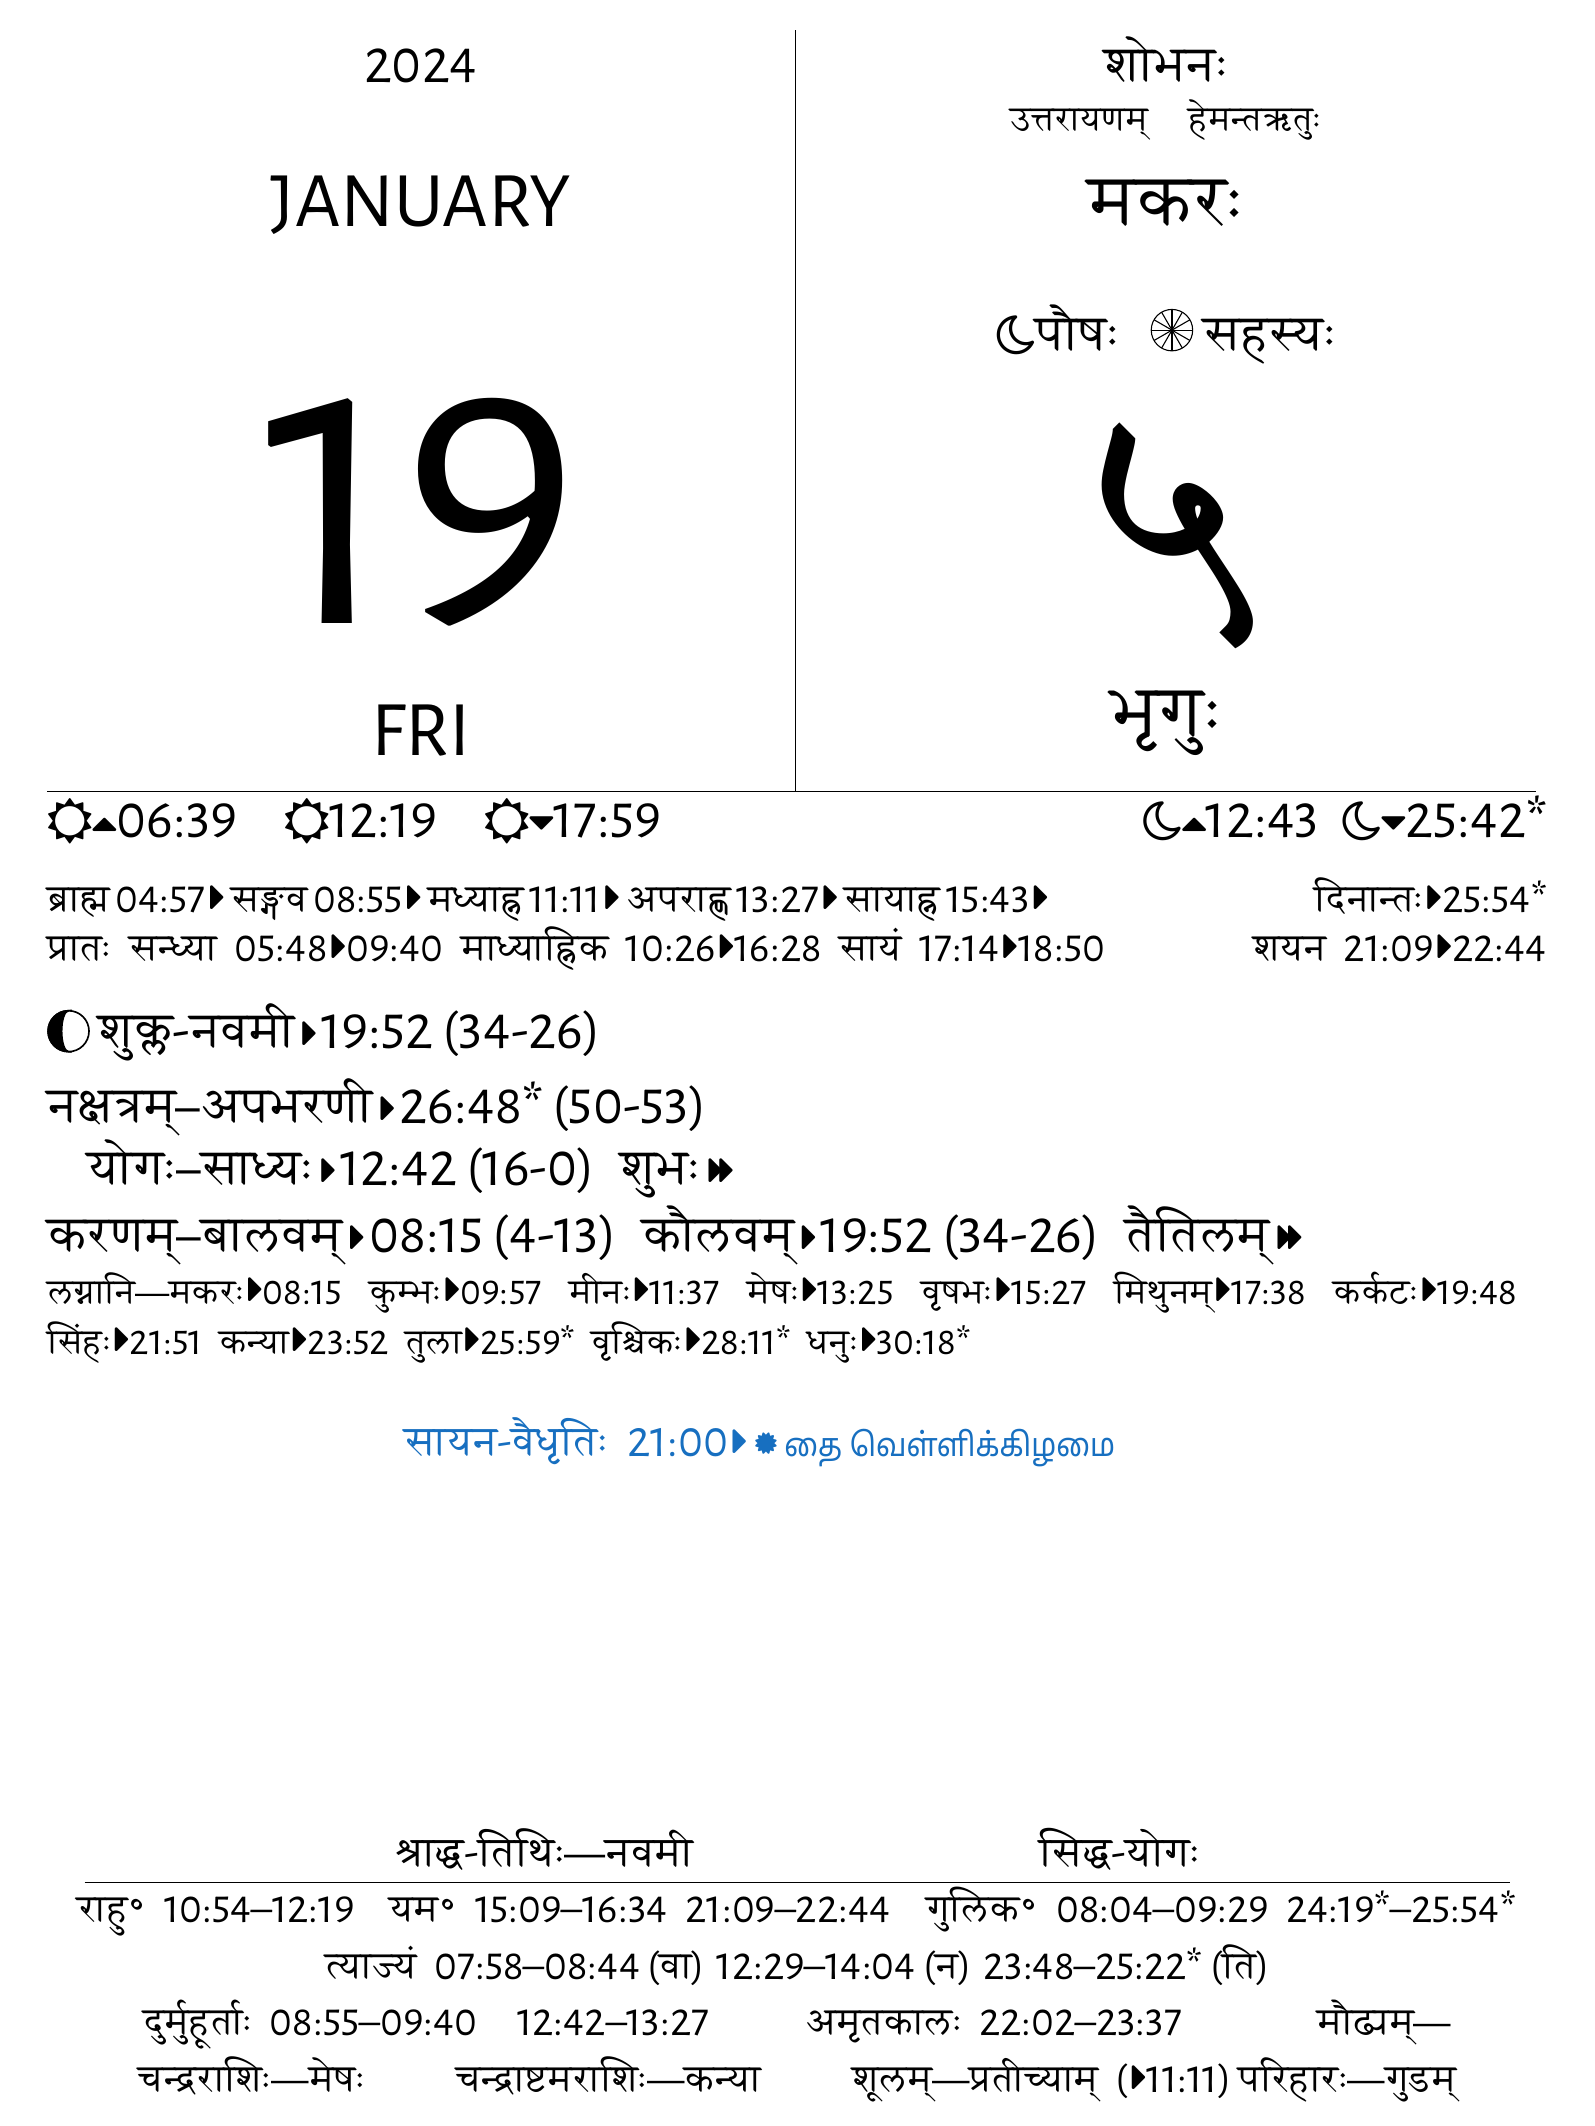 2024
JANUARY
19
FRI
शोभनः
उत्तरायणम् हेमन्तऋतुः
मकरः
पौषः सहस्यः
५
भृगुः
06:39 12:19 17:59 12:43 25:42*
ब्राह्म 04:57 सङ्गव 08:55 मध्याह्न 11:11 अपराह्ण 13:27 सायाह्न 15:43 दिनान्तः 25:54*
प्रातः सन्ध्या 05:48 09:40 माध्याह्निक 10:26 16:28 सायं 17:14 18:50 शयन 21:09 22:44
शुक्ल-नवमी 19:52 (34-26)
नक्षत्रम्–अपभरणी 26:48* (50-53)
योगः–साध्यः 12:42 (16-0) शुभः
करणम्–बालवम् 08:15 (4-13) कौलवम् 19:52 (34-26) तैतिलम्
लग्नानि—मकरः 08:15 कुम्भः 09:57 मीनः 11:37 मेषः 13:25 वृषभः 15:27 मिथुनम् 17:38 कर्कटः 19:48
सिंहः 21:51 कन्या 23:52 तुला 25:59* वृश्चिकः 28:11* धनुः 30:18*
सायन-वैधृतिः 21:00 தை வெள்ளிக்கிழமை
श्राद्ध-तिथिः—नवमी सिद्ध-योगः
राहु॰ 10:54–12:19 यम॰ 15:09–16:34 21:09–22:44 गुलिक॰ 08:04–09:29 24:19*–25:54*
त्याज्यं 07:58–08:44 (वा) 12:29–14:04 (न) 23:48–25:22* (ति)
दुर्मुहूर्ताः 08:55–09:40 12:42–13:27 अमृतकालः 22:02–23:37 मौढ्यम्—
चन्द्रराशिः—मेषः चन्द्राष्टमराशिः—कन्या शूलम्—प्रतीच्याम् (11:11) परिहारः—गुडम्